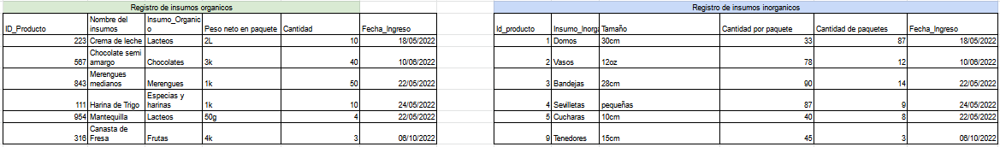 Registro de insumos organicos
ID_Producto Nombre del insumos Insumo_Organico Peso neto en paquete Cantidad Fecha_Ingreso
223 Crema de leche Lacteos 2L 10 18/05/2022
567 Chocolate semi amargo Chocolates 3k 40 10/06/2022
843 Merengues medianos Merengues 1k 50 22/05/2022
111 Harina de Trigo Especias y harinas 1k 10 24/05/2022
954 Mantequilla Lacteos 50g 4 22/05/2022
316 Canasta de Fresa Frutas 4k 3 06/10/2022
Registro de insumos inorganicos
Id_producto Insumo_Inorga Tamaño Cantidad por paquete Cantidad de paquetes Fecha_Ingreso
1 Domos 30cm 33 87 18/05/2022
2 Vasos 12oz 78 12 10/06/2022
3 Bandejas 28cm 90 14 22/05/2022
4 Sevilletas pequeñas 87 9 24/05/2022
5 Cucharas 10cm 40 8 22/05/2022
9 Tenedores 15cm 45 3 06/10/2022